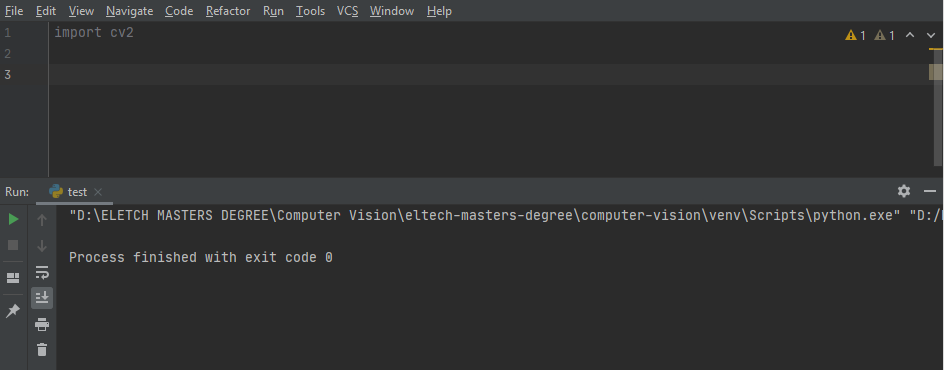 File Edit View Navigate Code Refactor Run Tools VCS Window Help
1 import cv2
1 1
2
3
Run: test
"D:\ELETCH MASTERS DEGREE\Computer Vision\eltech-masters-degree\computer-vision\venv\Scripts\python.exe" "D:/
Process finished with exit code 0